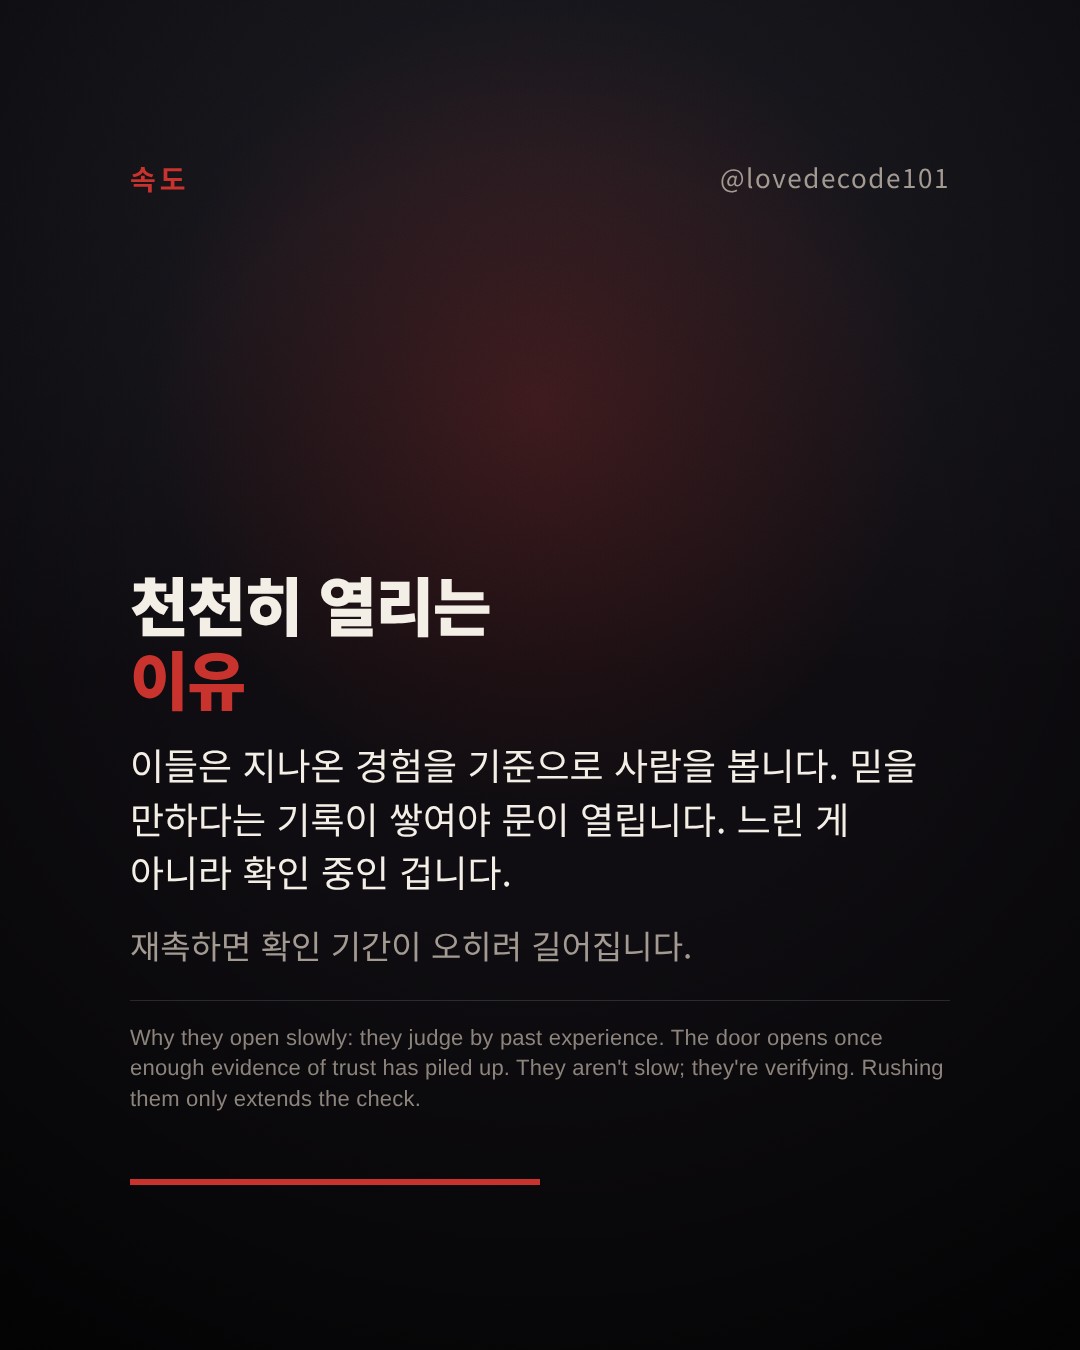 속도
@lovedecode101
천천히 열리는
이유
이들은 지나온 경험을 기준으로 사람을 봅니다. 믿을
만하다는 기록이 쌓여야 문이 열립니다. 느린 게
아니라 확인 중인 겁니다.
재촉하면 확인 기간이 오히려 길어집니다.
Why they open slowly: they judge by past experience. The door opens once
enough evidence of trust has piled up. They aren't slow; they're verifying. Rushing
them only extends the check.